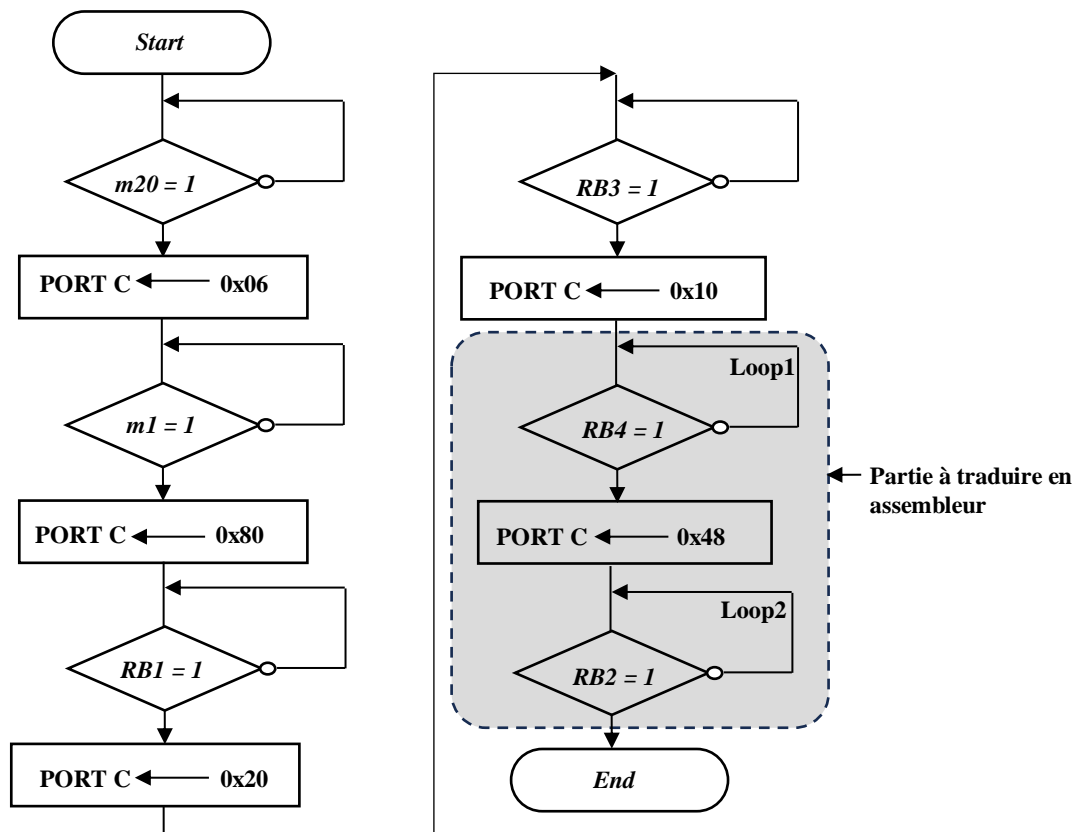 Start
m20 = 1
PORT C 0x06
m1 = 1
PORT C 0x80
RB1 = 1
PORT C 0x20
RB3 = 1
PORT C 0x10
Loop1
RB4 = 1
PORT C 0x48
Loop2
RB2 = 1
End
Partie à traduire en
assembleur